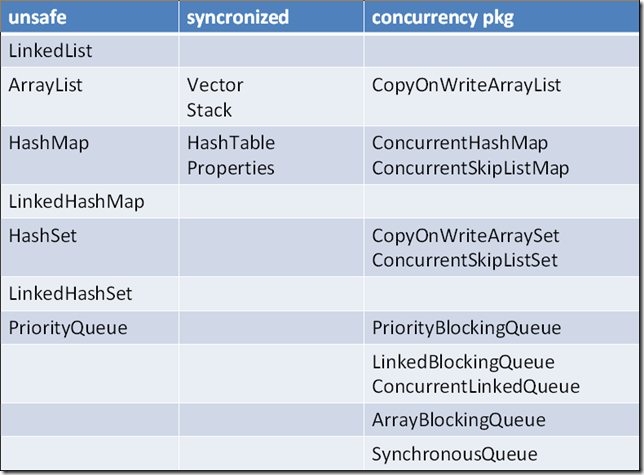 unsafe syncronized concurrency pkg
LinkedList
ArrayList Vector CopyOnWriteArrayList
Stack
HashMap HashTable ConcurrentHashMap
Properties ConcurrentSkipListMap
LinkedHashMap
HashSet CopyOnWriteArraySet
ConcurrentSkipListSet
LinkedHashSet
PriorityQueue PriorityBlockingQueue
LinkedBlockingQueue
ConcurrentLinkedQueue
ArrayBlockingQueue
SynchronousQueue